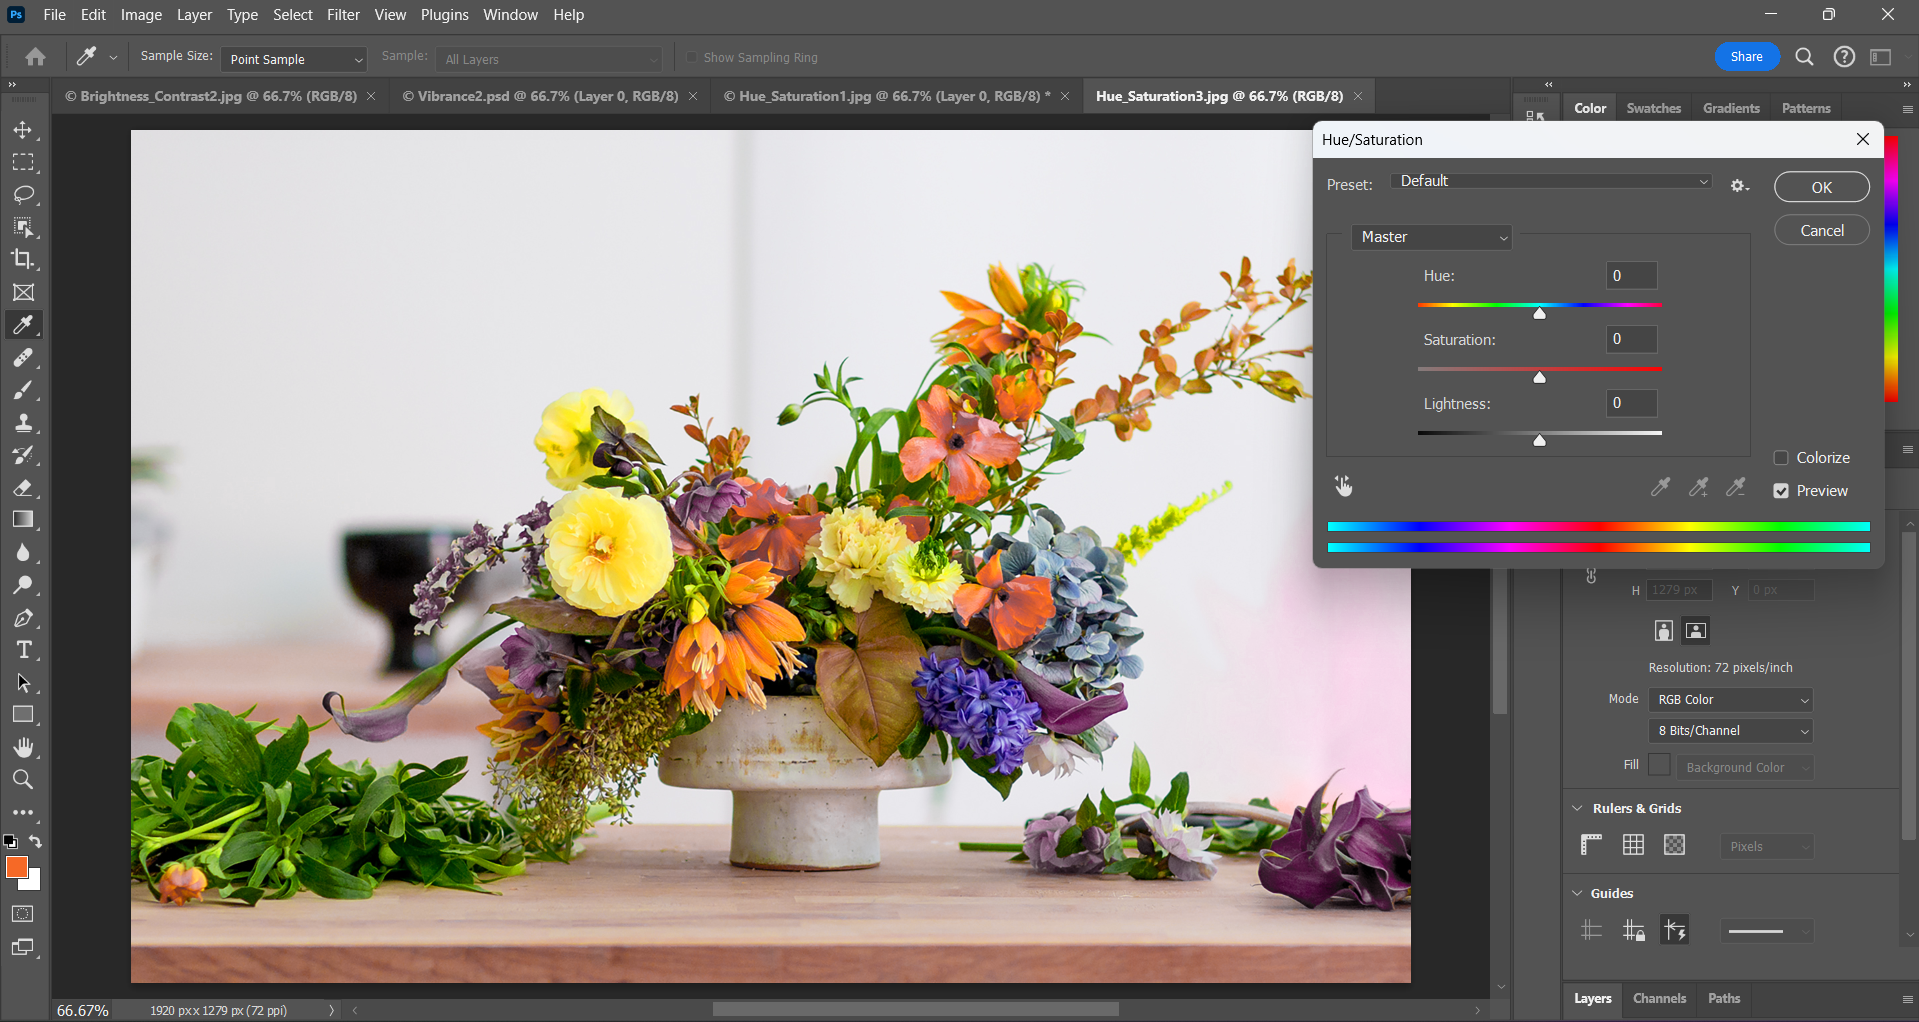 Ps File Edit Image Layer Type Select Filter View Plugins Window Help
Sample Size: Point Sample Sample: All Layers Show Sampling Ring Share
© Brightness_Contrast2.jpg @ 66.7% (RGB/8) © Vibrance2.psd @ 66.7% (Layer 0, RGB/8) © Hue_Saturation1.jpg @ 66.7% (Layer 0, RGB/8) * Hue_Saturation3.jpg @ 66.7% (RGB/8)
Color Swatches Gradients Patterns
Hue/Saturation
Preset: Default OK
Cancel
Master
Hue: 0
Saturation: 0
Lightness: 0
Colorize
Preview
H 1279 px Y 0 px
Resolution: 72 pixels/inch
Mode RGB Color
8 Bits/Channel
Fill Background Color
Rulers & Grids
Pixels
Guides
Layers Channels Paths
66.67% 1920 px x 1279 px (72 ppi)